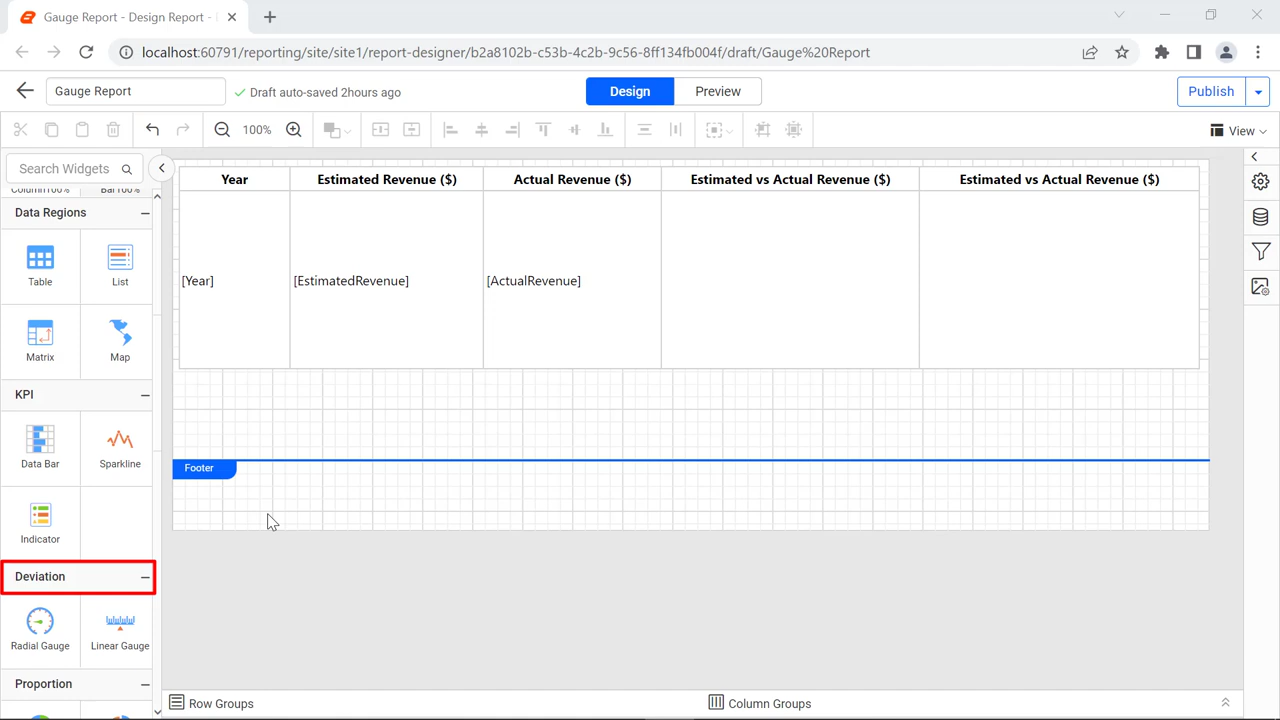 Gauge Report - Design Report -
localhost:60791/reporting/site/site1/report-designer/b2a8102b-c53b-4c2b-9c56-8ff134fb004f/draft/Gauge%20Report
Gauge Report
Draft auto-saved 2hours ago
Design
Preview
Publish
100%
View
Search Widgets
Column100%
Bar100%
Data Regions
Table
List
Matrix
Map
KPI
Data Bar
Sparkline
Indicator
Deviation
Radial Gauge
Linear Gauge
Proportion
Year
Estimated Revenue ($)
Actual Revenue ($)
Estimated vs Actual Revenue ($)
Estimated vs Actual Revenue ($)
[Year]
[EstimatedRevenue]
[ActualRevenue]
Footer
Row Groups
Column Groups